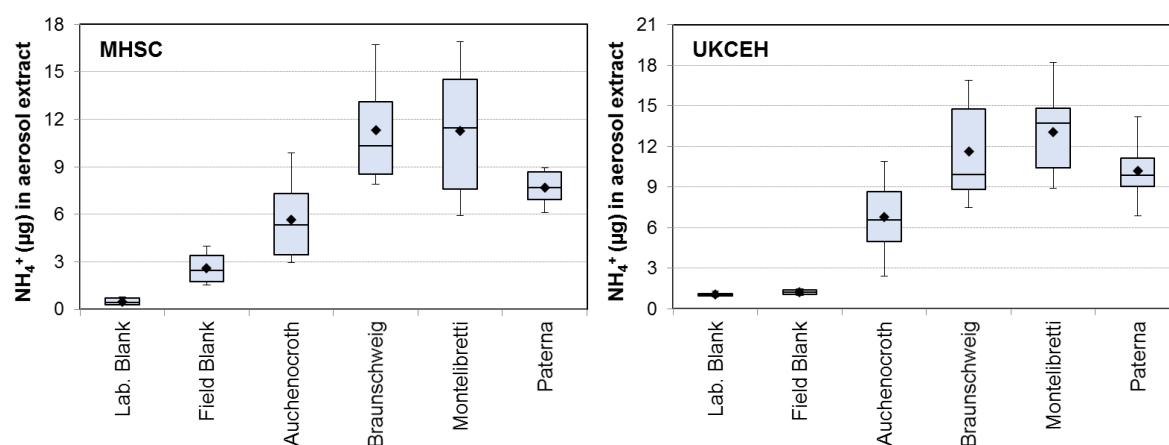 MHSC
NH₄⁺ (µg) in aerosol extract
18
15
12
9
6
3
0
Lab. Blank
Field Blank
Auchenocroth
Braunschweig
Montelibretti
Paterna
UKCEH
NH₄⁺ (µg) in aerosol extract
21
18
15
12
9
6
3
0
Lab. Blank
Field Blank
Auchenocroth
Braunschweig
Montelibretti
Paterna